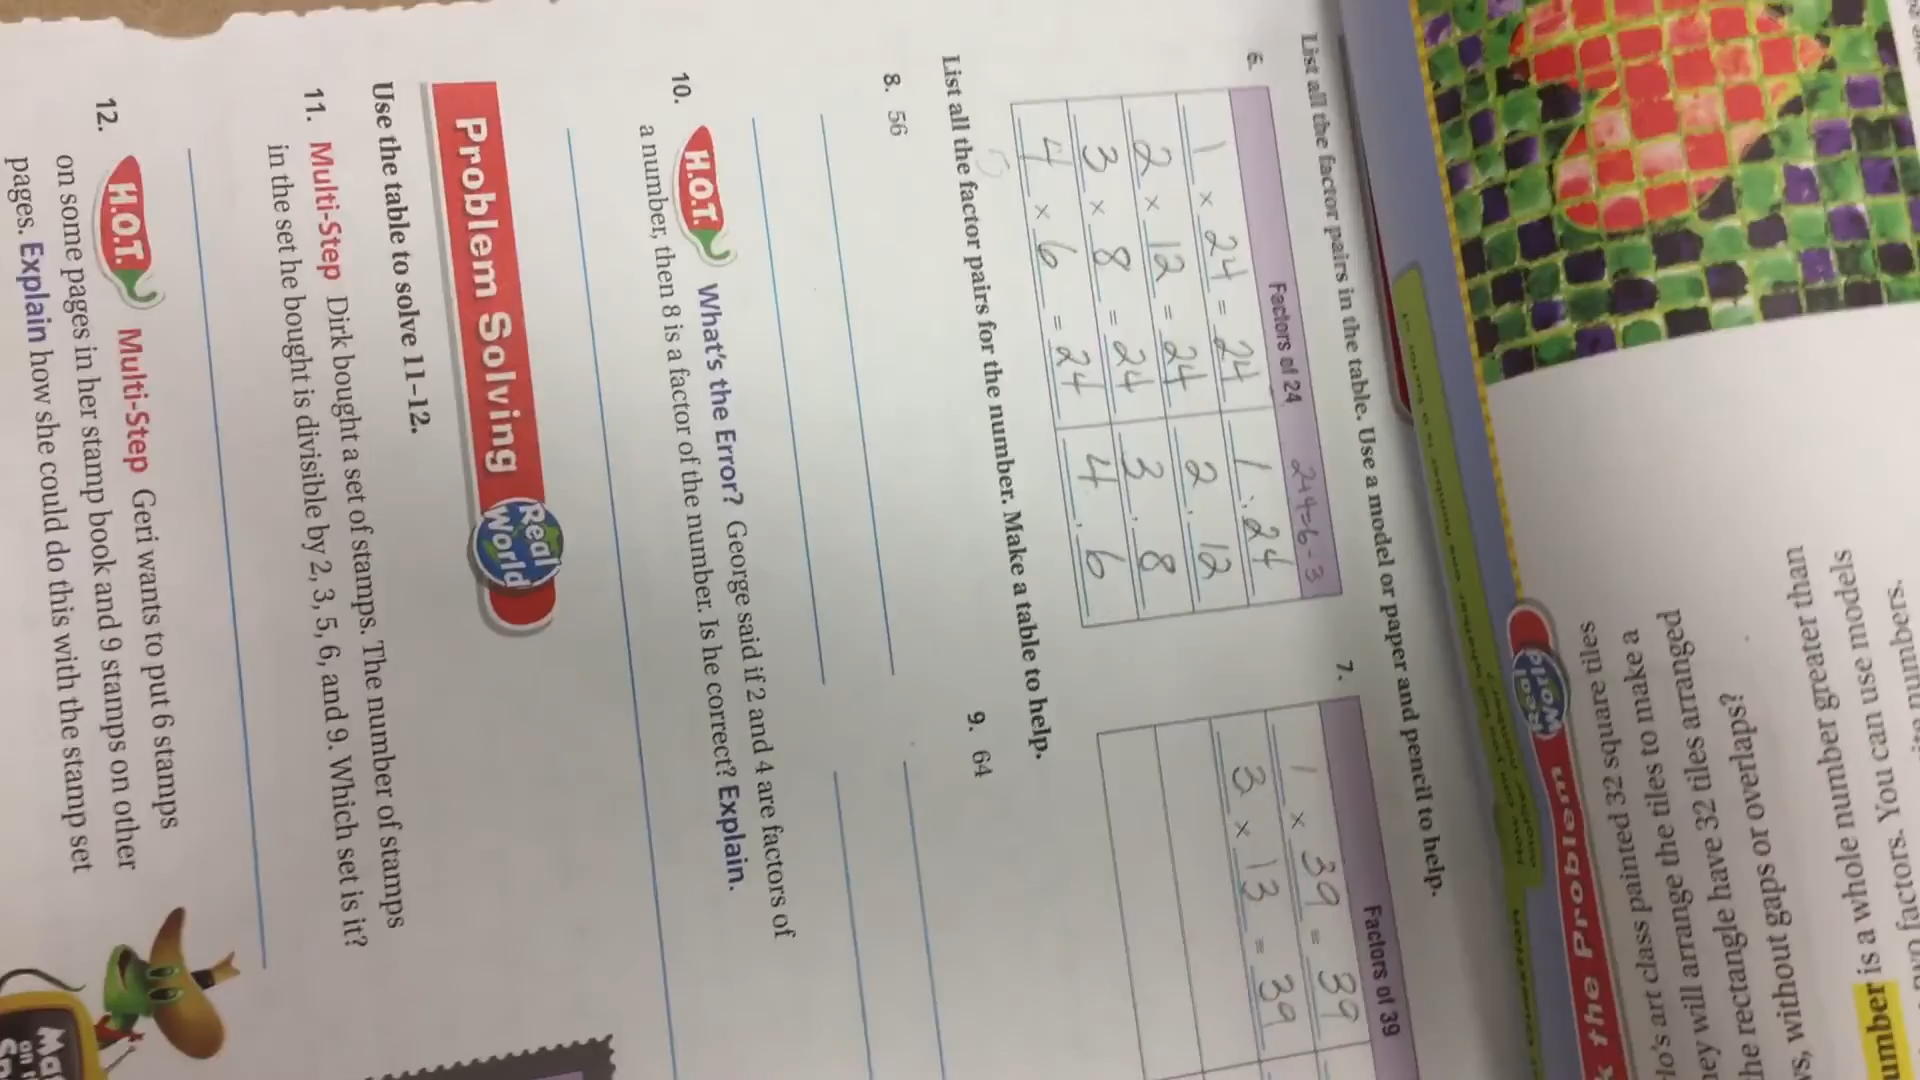 List all the factor pairs in the table. Use a model or paper and pencil to help.
6.
Factors of 24 2+4=6-3
1 × 24 = 24 1, 24
2 × 12 = 24 2, 12
3 × 8 = 24 3, 8
4 × 6 = 24 4, 6
7.
Factors of 39
1 × 39 = 39
3 × 13 = 39
List all the factor pairs for the number. Make a table to help.
8. 56
9. 64
10. H.O.T. What's the Error? George said if 2 and 4 are factors of
a number, then 8 is a factor of the number. Is he correct? Explain.
Problem Solving Real World
Use the table to solve 11–12.
11. Multi-Step Dirk bought a set of stamps. The number of stamps
in the set he bought is divisible by 2, 3, 5, 6, and 9. Which set is it?
12. H.O.T. Multi-Step Geri wants to put 6 stamps
on some pages in her stamp book and 9 stamps on other
pages. Explain how she could do this with the stamp set
the Problem Real World
art class painted 32 square tiles
will arrange the tiles to make a
rectangle have 32 tiles arranged
without gaps or overlaps?
is a whole number greater than
factors. You can use models
numbers.